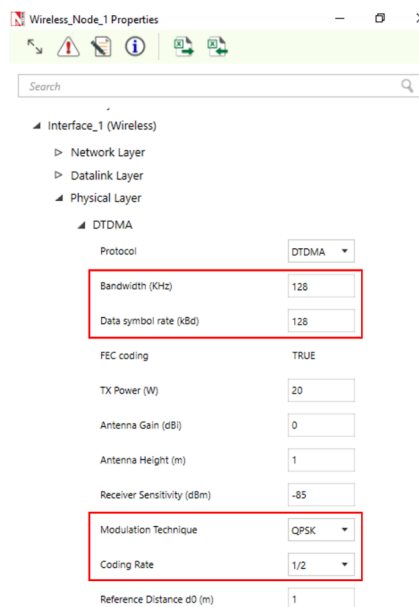 Wireless_Node_1 Properties
Search
Interface_1 (Wireless)
Network Layer
Datalink Layer
Physical Layer
DTDMA
Protocol DTDMA
Bandwidth (KHz) 128
Data symbol rate (kBd) 128
FEC coding TRUE
TX Power (W) 20
Antenna Gain (dBi) 0
Antenna Height (m) 1
Receiver Sensitivity (dBm) -85
Modulation Technique QPSK
Coding Rate 1/2
Reference Distance d0 (m) 1